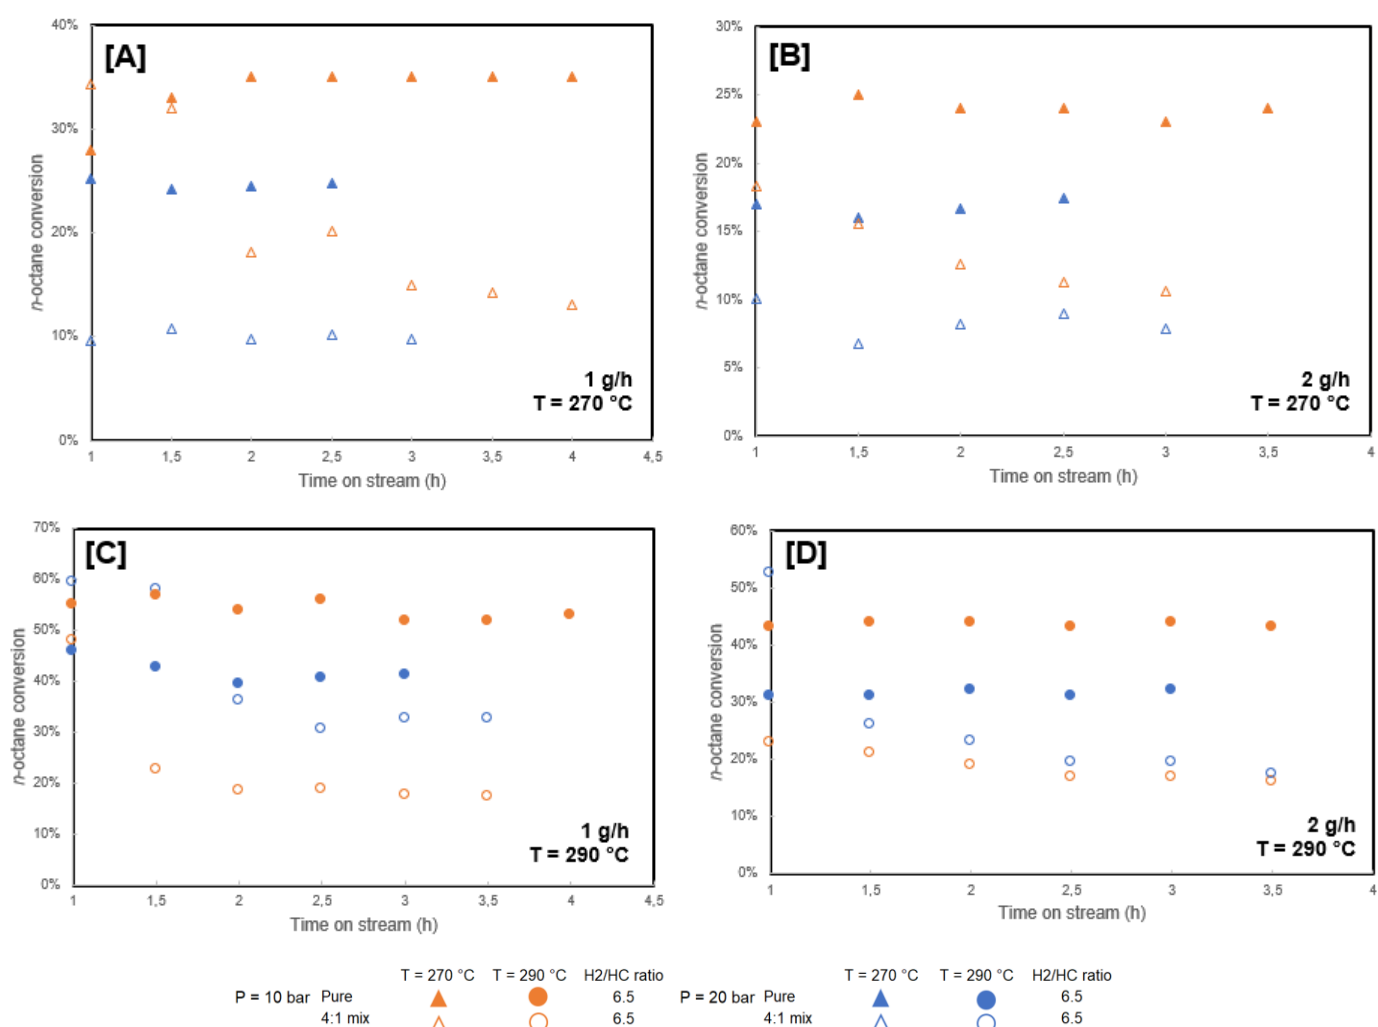 [A]
40%
30%
20%
10%
0%
n-octane conversion
1 g/h
T = 270 °C
1 1,5 2 2,5 3 3,5 4 4,5
Time on stream (h)
[B]
30%
25%
20%
15%
10%
5%
0%
n-octane conversion
2 g/h
T = 270 °C
1 1,5 2 2,5 3 3,5 4
Time on stream (h)
[C]
70%
60%
50%
40%
30%
20%
10%
0%
n-octane conversion
1 g/h
T = 290 °C
1 1,5 2 2,5 3 3,5 4 4,5
Time on stream (h)
[D]
60%
50%
40%
30%
20%
10%
0%
n-octane conversion
2 g/h
T = 290 °C
1 1,5 2 2,5 3 3,5 4
Time on stream (h)
T = 270 °C T = 290 °C H2/HC ratio T = 270 °C T = 290 °C H2/HC ratio
P = 10 bar Pure 6.5 P = 20 bar Pure 6.5
4:1 mix 6.5 4:1 mix 6.5